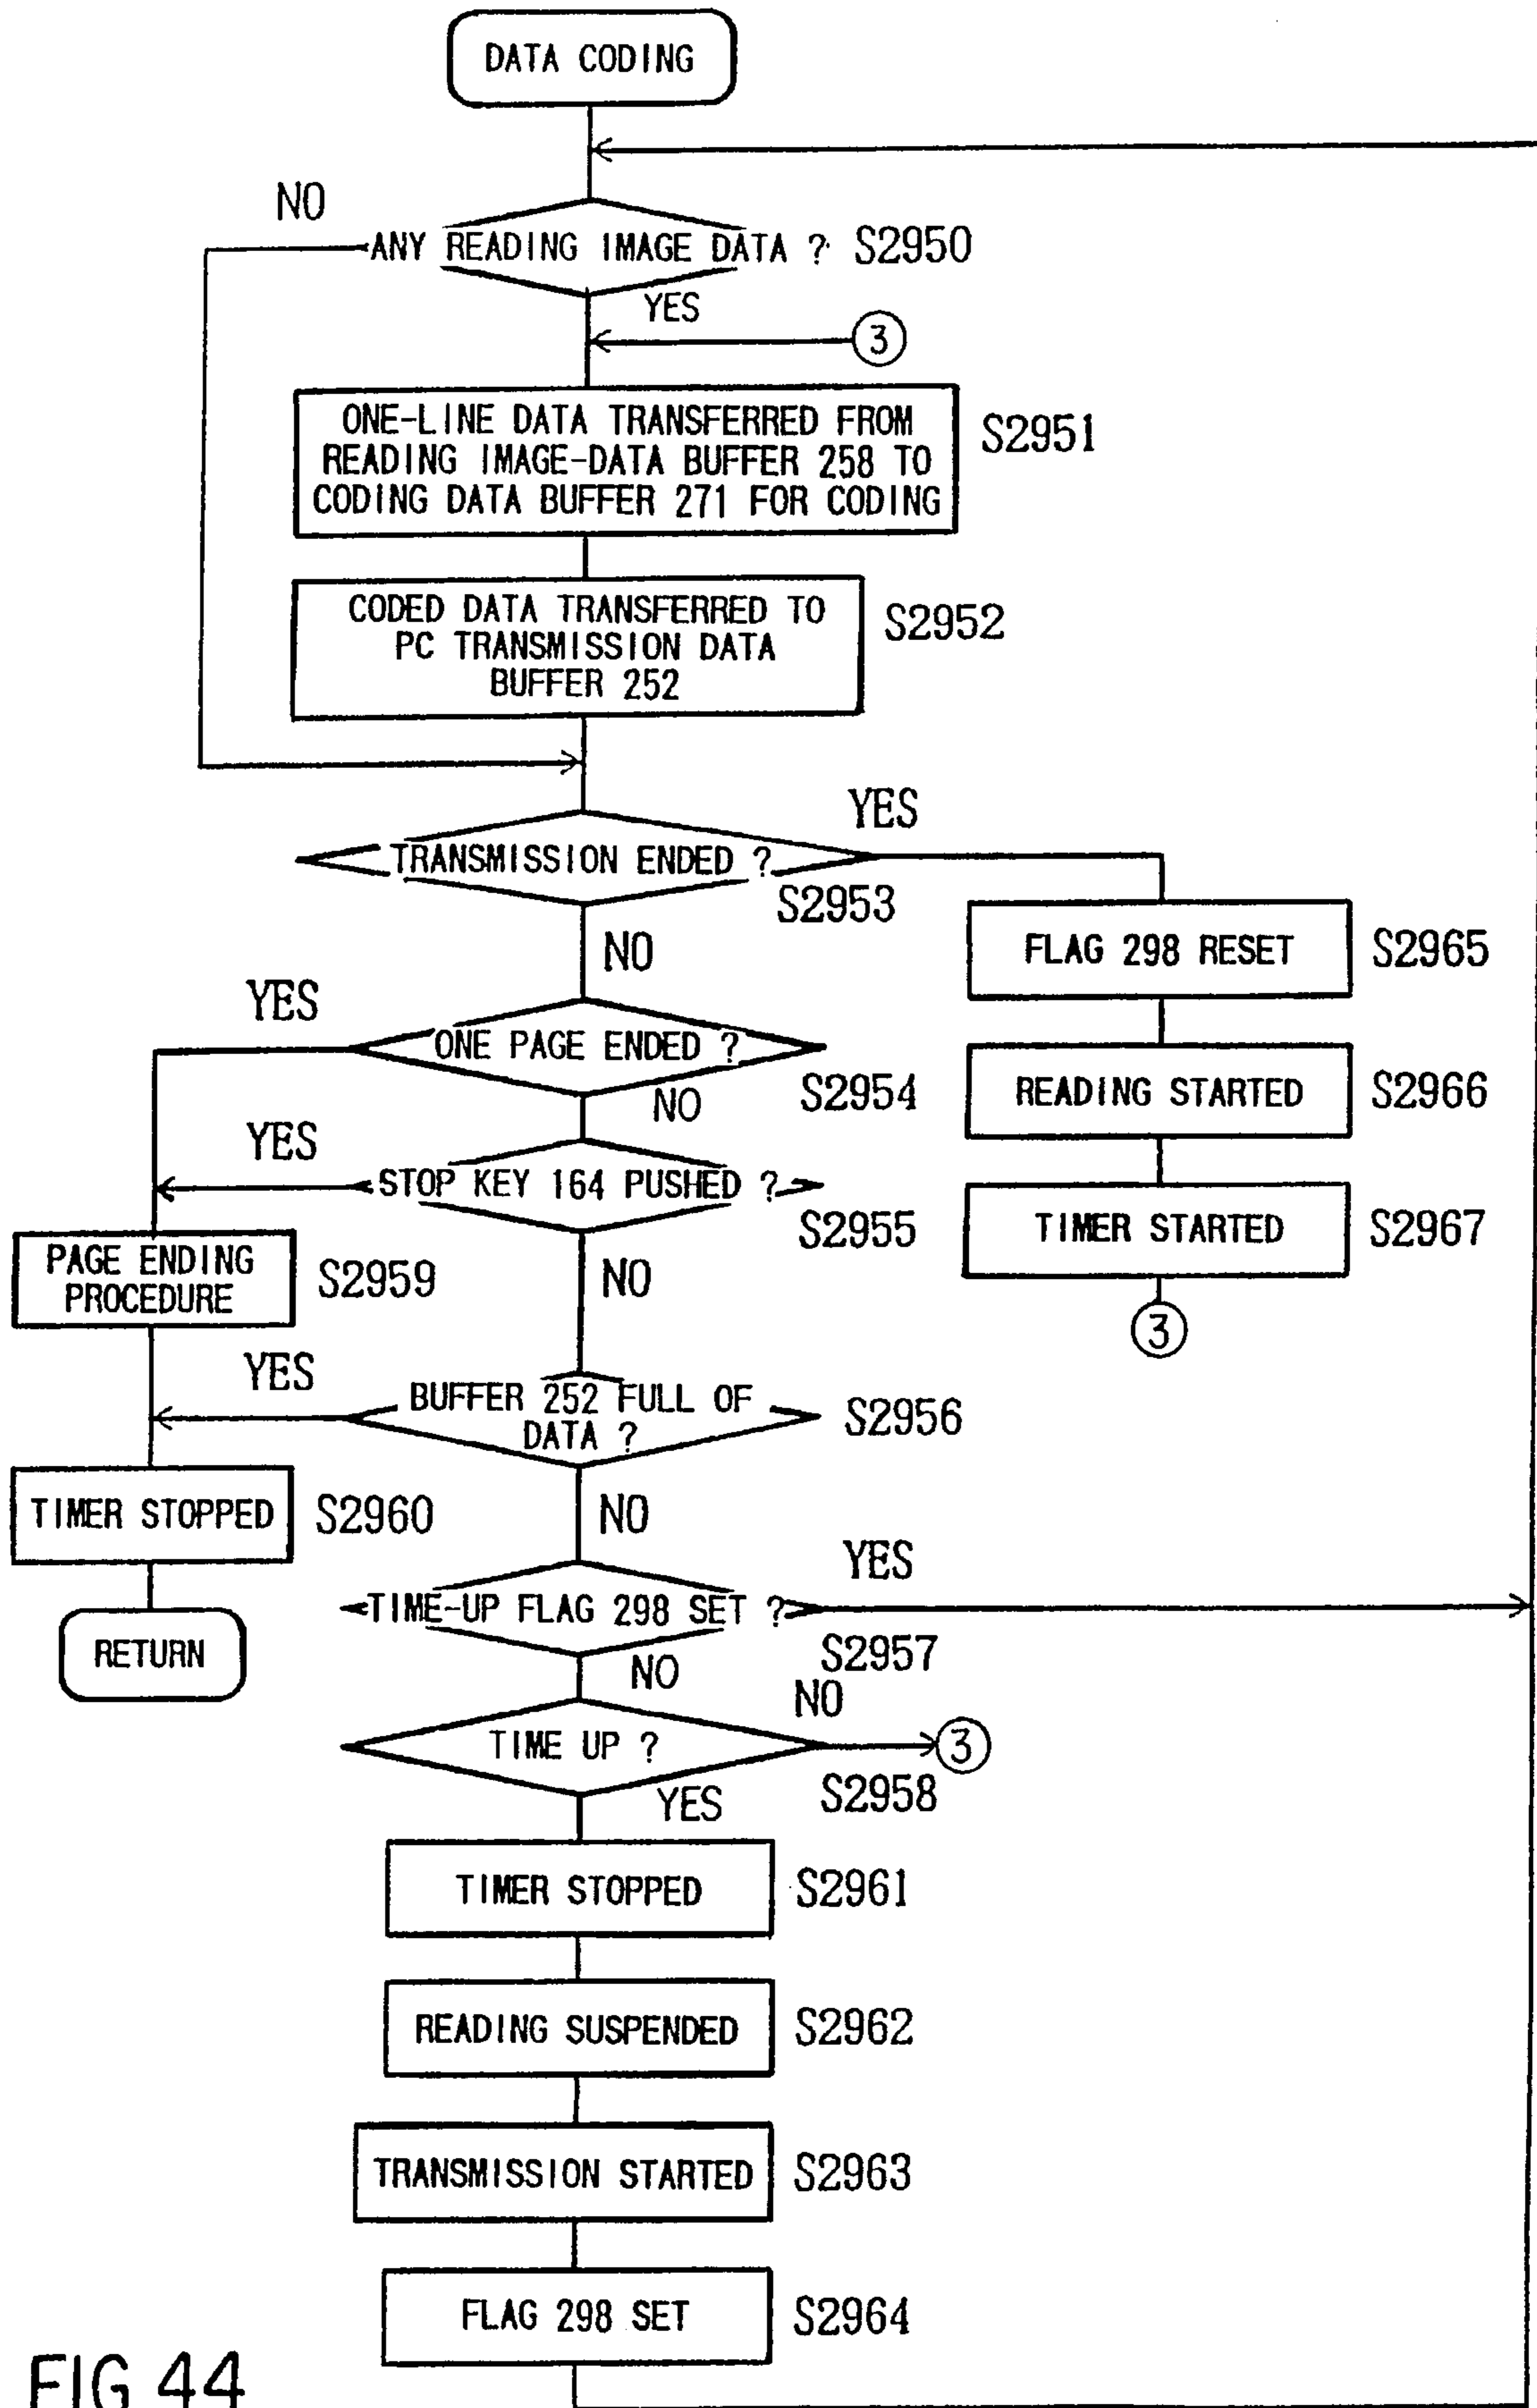 DATA CODING
NO
ANY READING IMAGE DATA ? S2950
YES
3
ONE-LINE DATA TRANSFERRED FROM
READING IMAGE-DATA BUFFER 258 TO
CODING DATA BUFFER 271 FOR CODING
S2951
CODED DATA TRANSFERRED TO
PC TRANSMISSION DATA
BUFFER 252
S2952
TRANSMISSION ENDED ?
YES
S2953
NO
FLAG 298 RESET
S2965
YES
ONE PAGE ENDED ?
S2954
NO
READING STARTED
S2966
YES
STOP KEY 164 PUSHED ?
S2955
TIMER STARTED
S2967
3
PAGE ENDING
PROCEDURE
S2959
NO
YES
BUFFER 252 FULL OF
DATA ?
S2956
TIMER STOPPED
S2960
NO
YES
TIME-UP FLAG 298 SET ?
S2957
RETURN
NO
NO
TIME UP ?
3
S2958
YES
TIMER STOPPED
S2961
READING SUSPENDED
S2962
TRANSMISSION STARTED
S2963
FLAG 298 SET
S2964
FIG 44